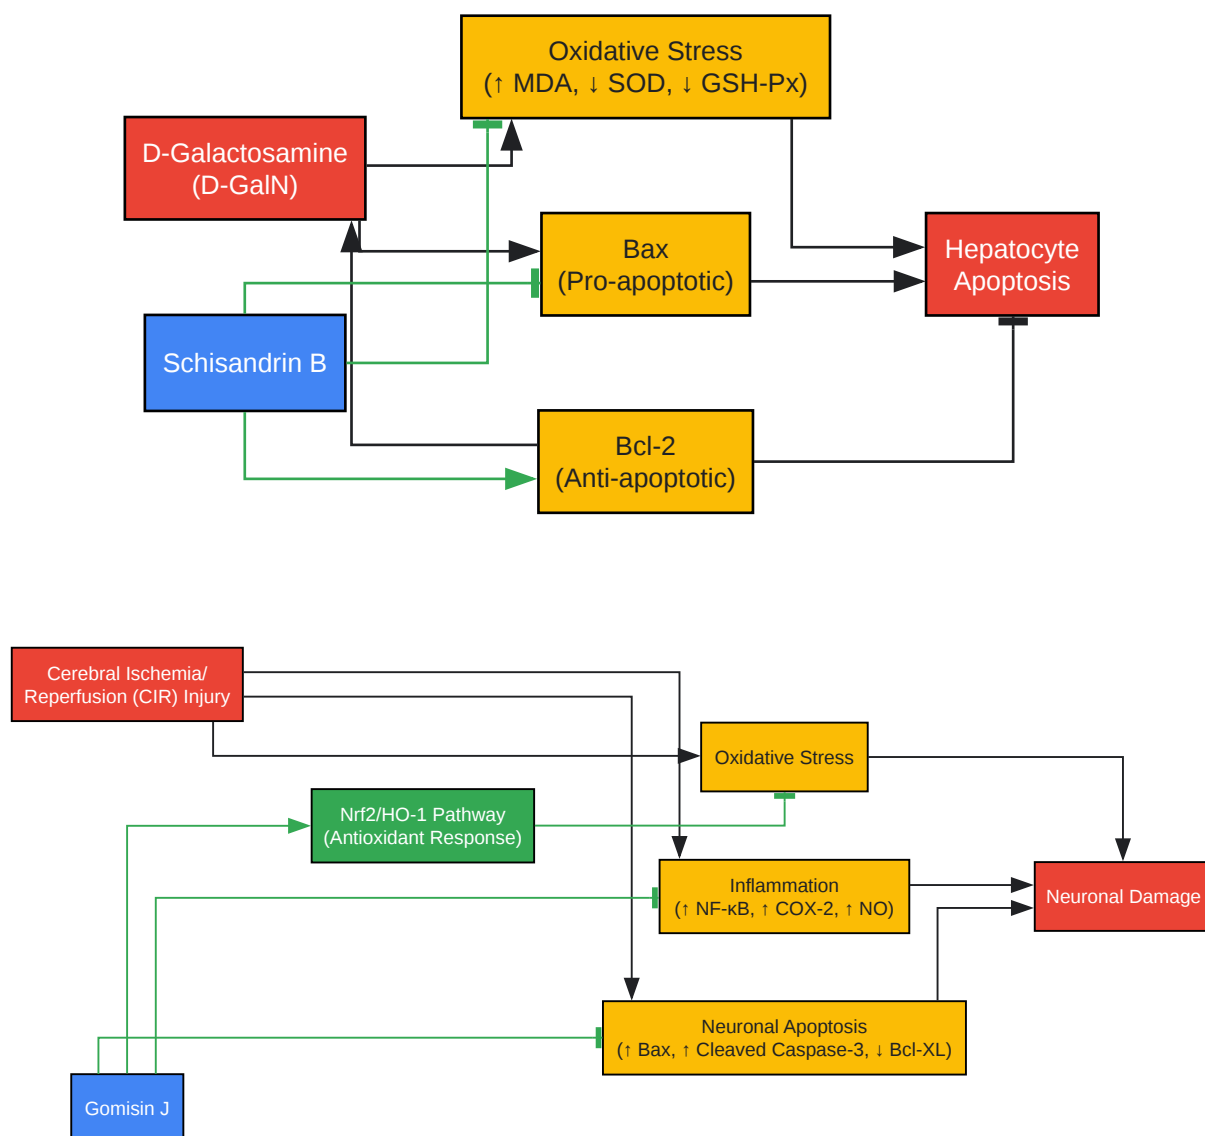 Oxidative Stress
(↑ MDA, ↓ SOD, ↓ GSH-Px)
D-Galactosamine
(D-GalN)
Bax
(Pro-apoptotic)
Hepatocyte
Apoptosis
Schisandrin B
Bcl-2
(Anti-apoptotic)
Cerebral Ischemia/
Reperfusion (CIR) Injury
Oxidative Stress
Nrf2/HO-1 Pathway
(Antioxidant Response)
Inflammation
(↑ NF-κB, ↑ COX-2, ↑ NO)
Neuronal Damage
Neuronal Apoptosis
(↑ Bax, ↑ Cleaved Caspase-3, ↓ Bcl-XL)
Gomisin J